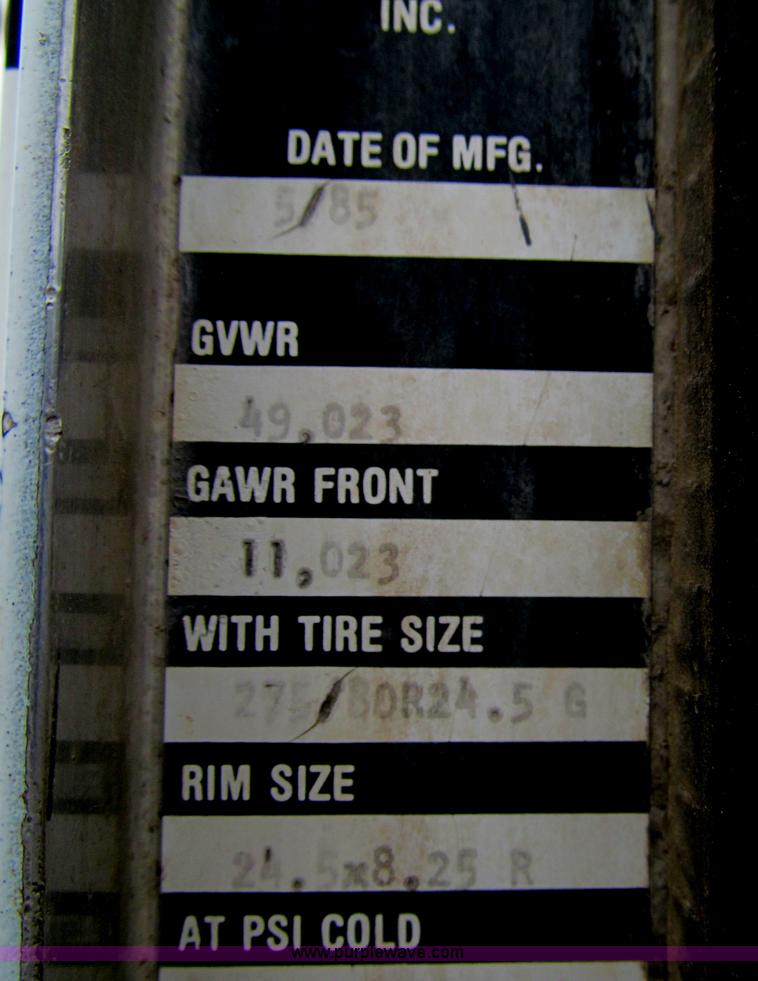 INC.
DATE OF MFG.
5/85
GVWR
49,023
GAWR FRONT
11,023
WITH TIRE SIZE
275/80R24.5 G
RIM SIZE
24.5x8.25 R
AT PSI COLD
www.purplewave.com